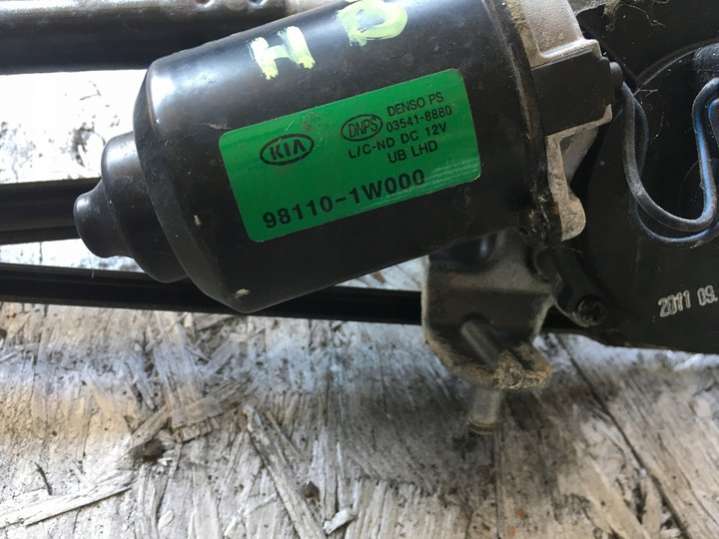 H B
KIA
DNPS
DENSO PS
03541-8880
L/C-ND DC 12V
UB LHD
98110-1W000
2011 09.